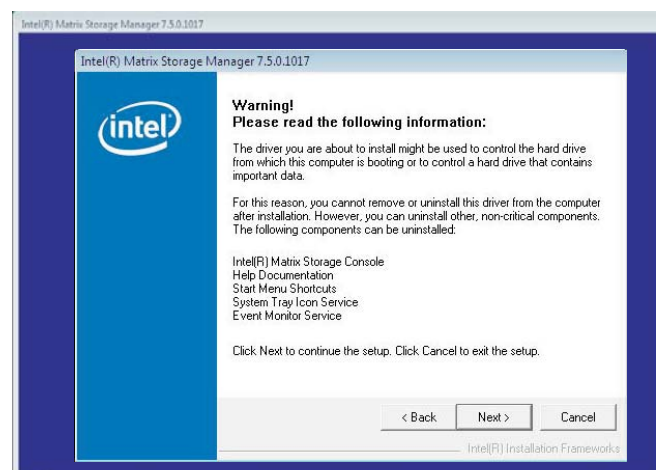 Intel(R) Matrix Storage Manager 7.5.0.1017
Intel(R) Matrix Storage Manager 7.5.0.1017
intel
Warning!
Please read the following information:
The driver you are about to install might be used to control the hard drive
from which this computer is booting or to control a hard drive that contains
important data.
For this reason, you cannot remove or uninstall this driver from the computer
after installation. However, you can uninstall other, non-critical components.
The following components can be uninstalled:
Intel(R) Matrix Storage Console
Help Documentation
Start Menu Shortcuts
System Tray Icon Service
Event Monitor Service
Click Next to continue the setup. Click Cancel to exit the setup.
< Back Next > Cancel
Intel(R) Installation Frameworks